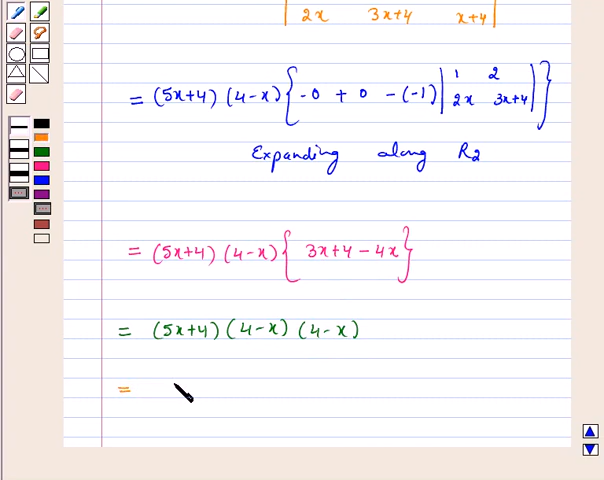 | 2x 3x+4 x+4 |
= (5x+4) (4-x) { -0 + 0 - (-1) | 1 2
2x 3x+4 | }
Expanding along R2
= (5x+4) (4-x) { 3x+4-4x }
= (5x+4) (4-x) (4-x)
=